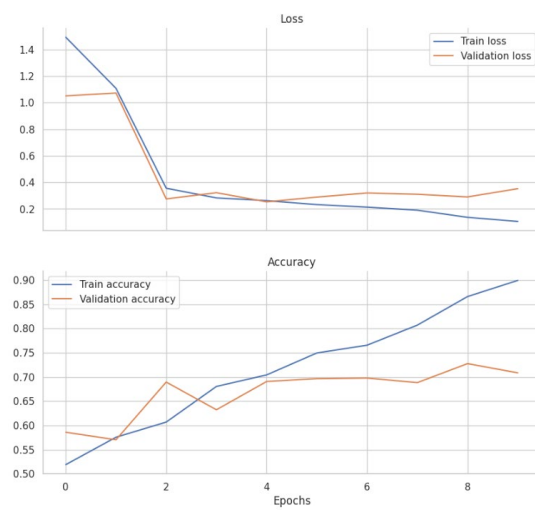 Loss
Train loss
Validation loss
1.4
1.2
1.0
0.8
0.6
0.4
0.2
Accuracy
Train accuracy
Validation accuracy
0.90
0.85
0.80
0.75
0.70
0.65
0.60
0.55
0.50
0 2 4 6 8
Epochs